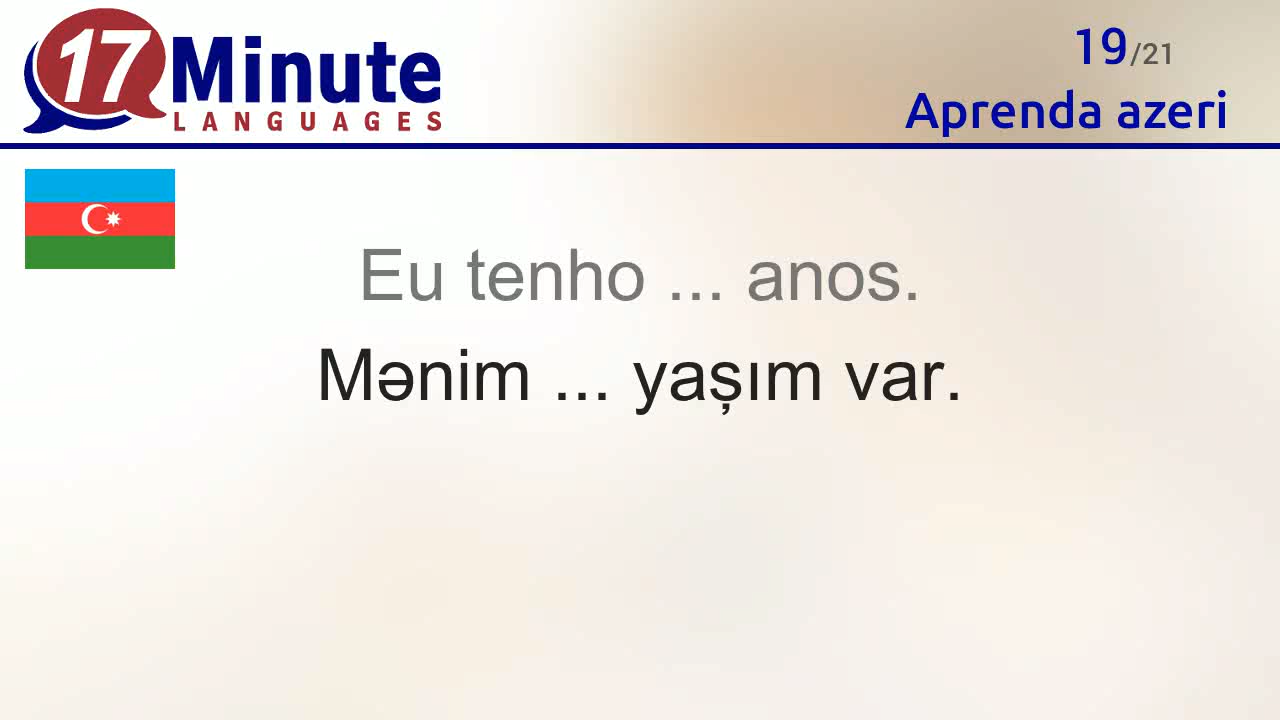 17 Minute
LANGUAGES
19/21
Aprenda azeri
Eu tenho ... anos.
Mənim ... yaşım var.